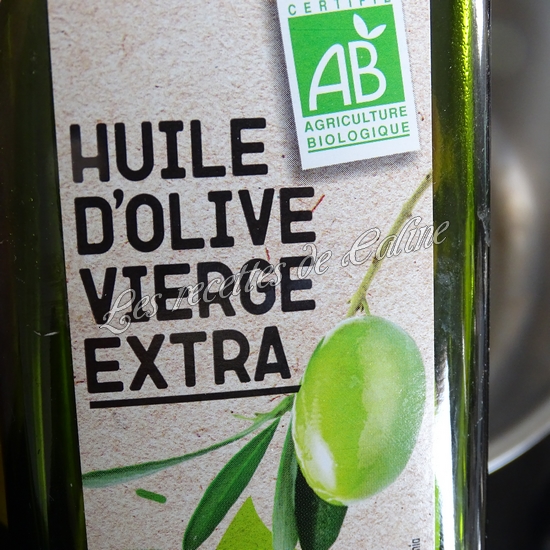 CERTIFIÉ
AB
AGRICULTURE
BIOLOGIQUE
HUILE
D'OLIVE
VIERGE
EXTRA
Les recettes de Caline